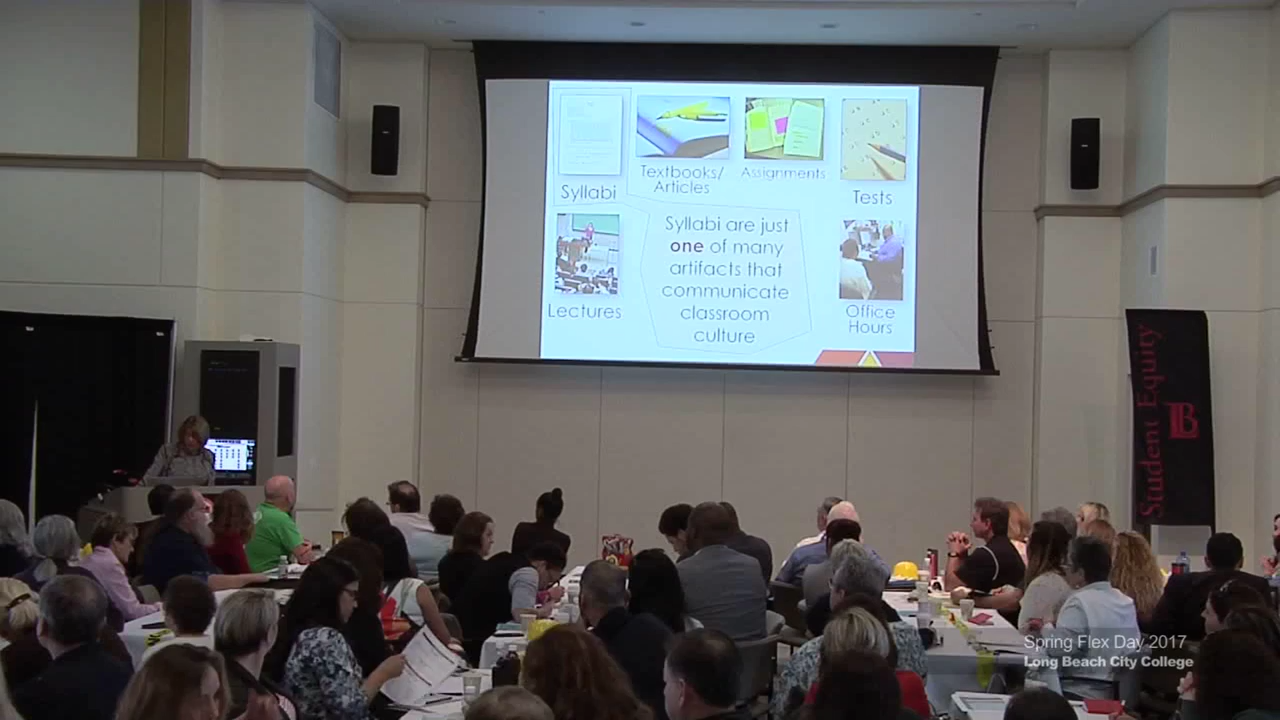 Syllabi
Textbooks/
Articles
Assignments
Tests
Lectures
Syllabi are just
one of many
artifacts that
communicate
classroom
culture
Office
Hours
Student Equity
LB
Spring Flex Day 2017
Long Beach City College